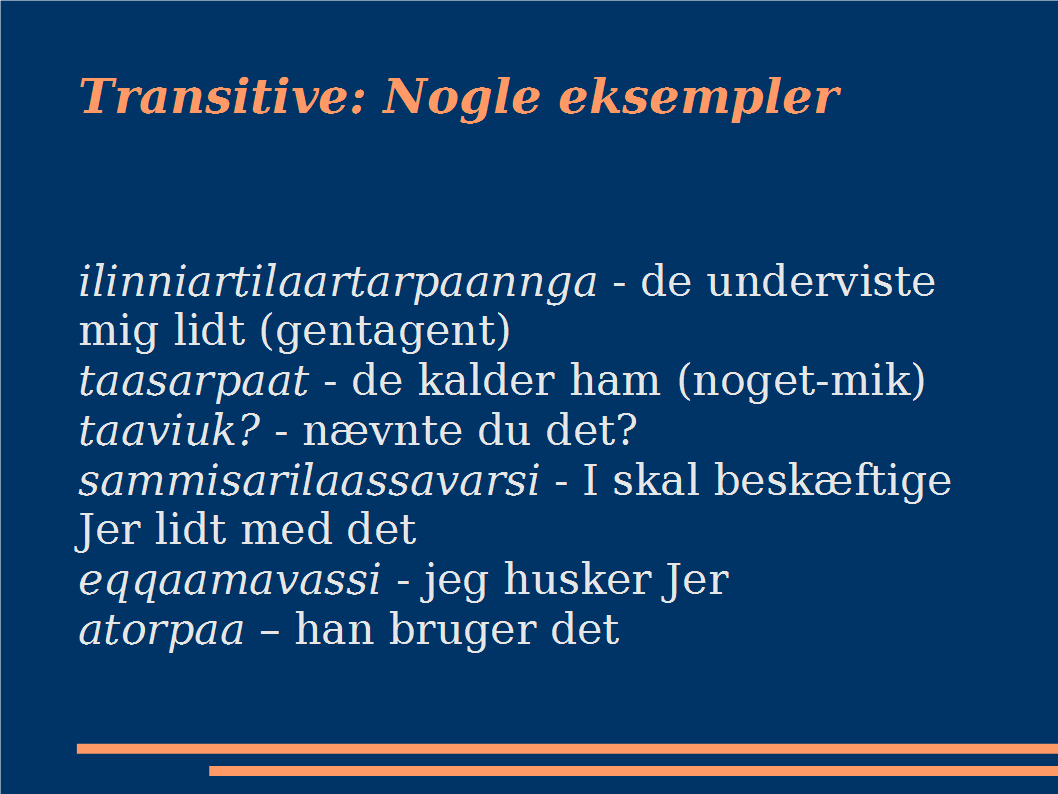 Transitive: Nogle eksempler
ilinniartilaartarpaannga - de underviste
mig lidt (gentagent)
taasarpaat - de kalder ham (noget-mik)
taaviuk? - nævnte du det?
sammisarilaassavarsi - I skal beskæftige
Jer lidt med det
eqqaamavassi - jeg husker Jer
atorpaa – han bruger det